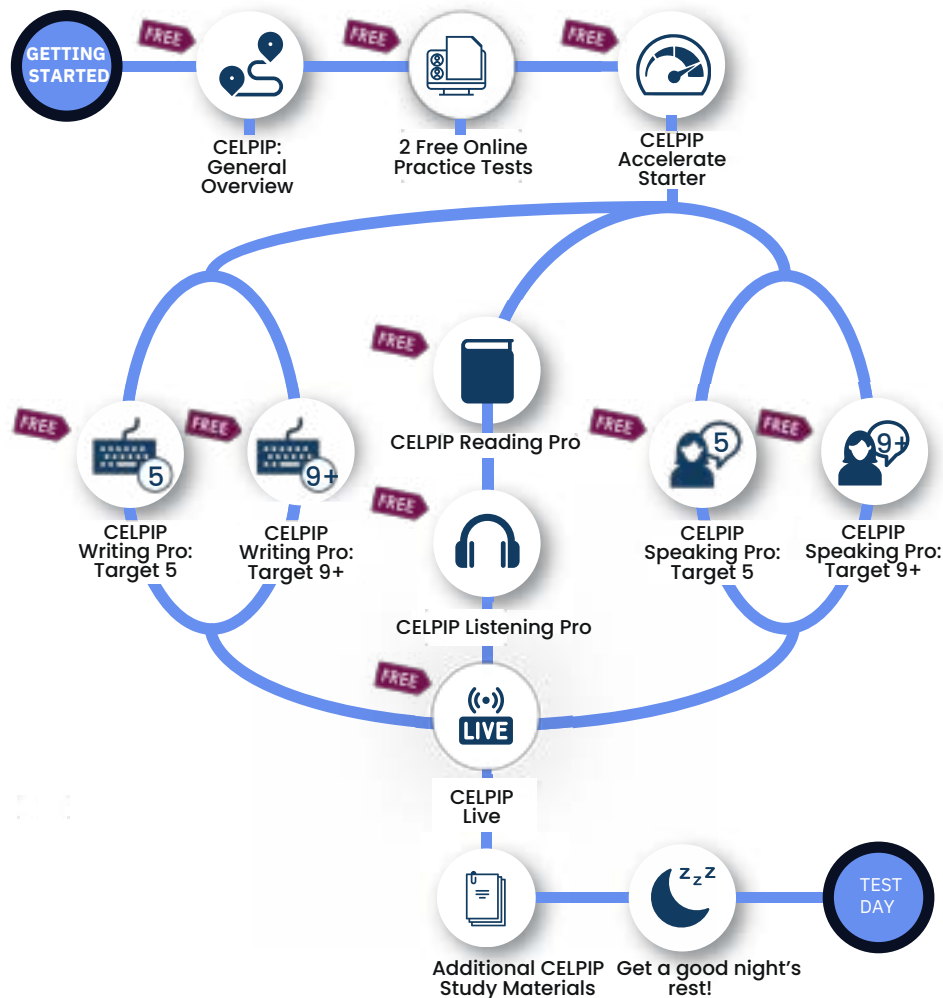 FREE
FREE
FREE
GETTING
STARTED
CELPIP:
General
Overview
2 Free Online
Practice Tests
CELPIP
Accelerate
Starter
FREE
CELPIP Reading Pro
FREE
5
CELPIP
Writing Pro:
Target 5
FREE
9+
CELPIP
Writing Pro:
Target 9+
FREE
CELPIP Listening Pro
FREE
5
CELPIP
Speaking Pro:
Target 5
FREE
9+
CELPIP
Speaking Pro:
Target 9+
FREE
LIVE
CELPIP
Live
Additional CELPIP
Study Materials
z z z
Get a good night's
rest!
TEST
DAY